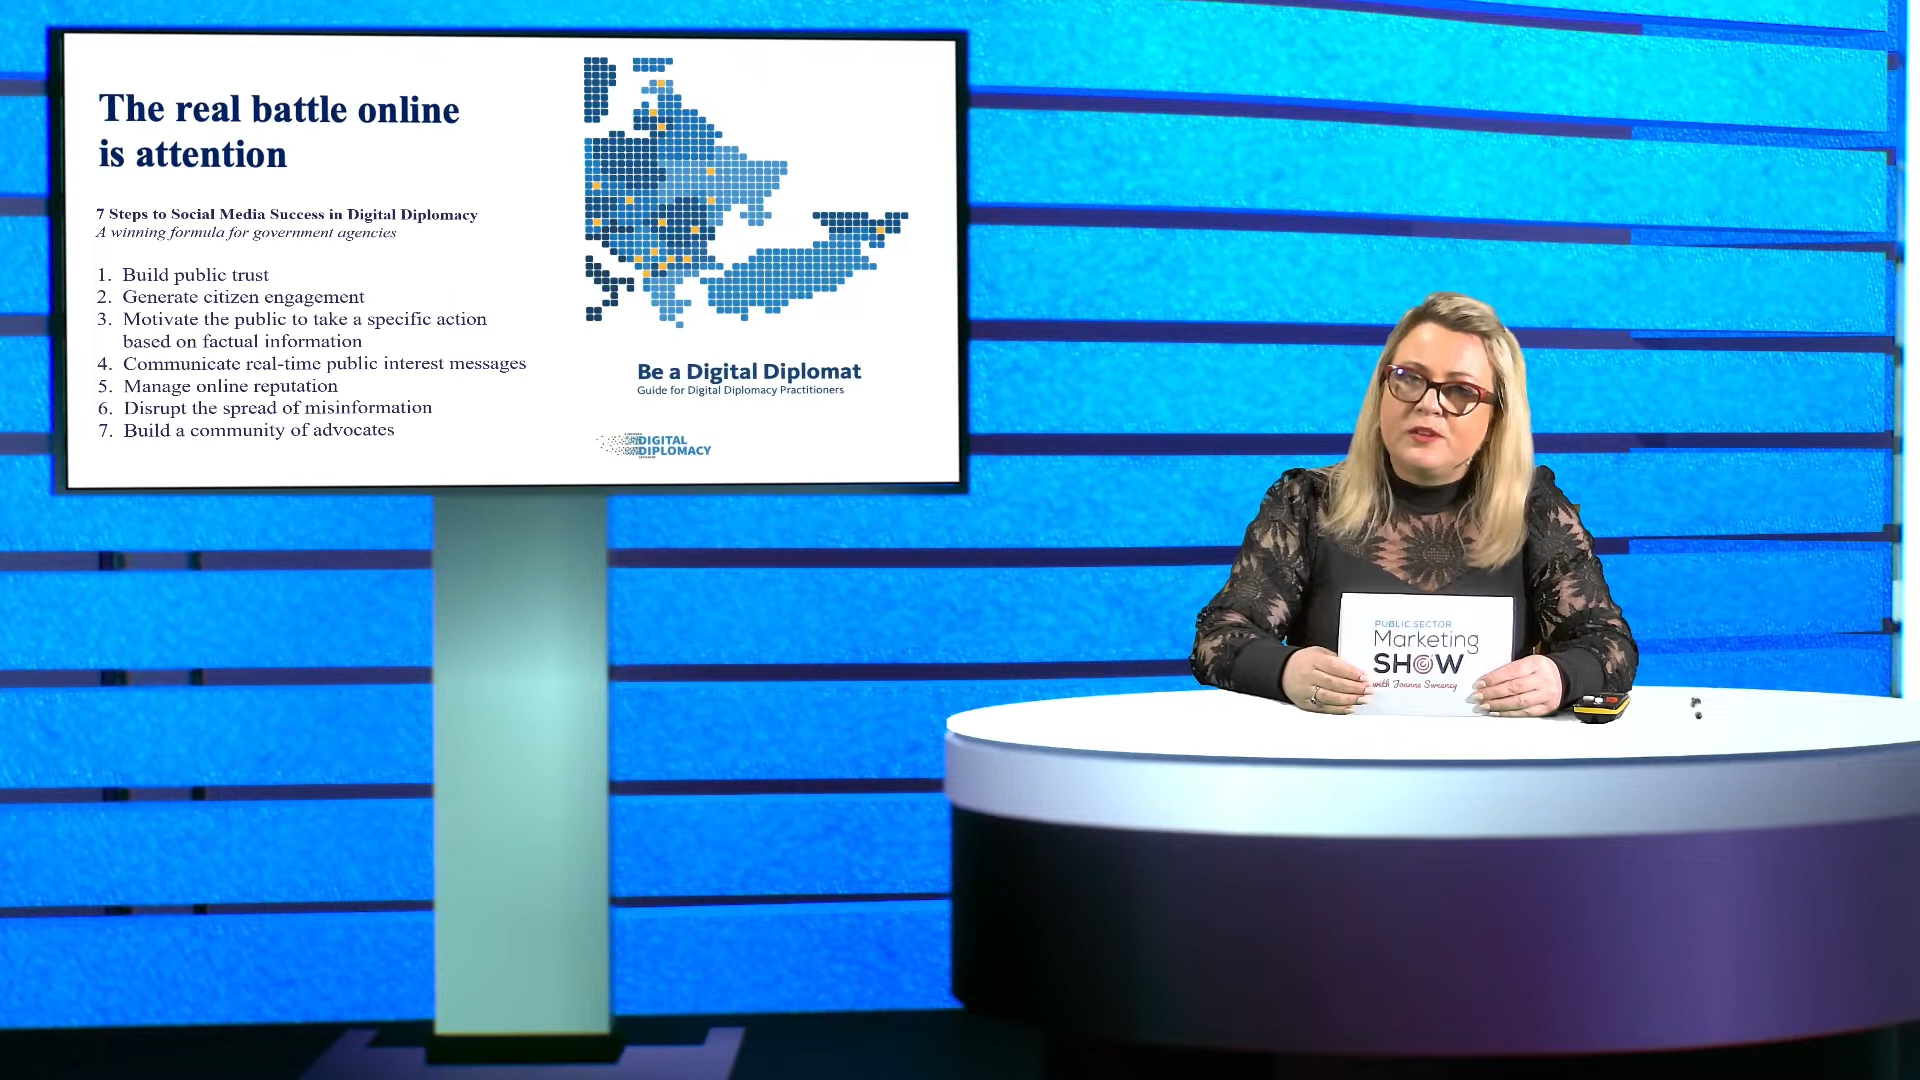 The real battle online
is attention
7 Steps to Social Media Success in Digital Diplomacy
A winning formula for government agencies
1. Build public trust
2. Generate citizen engagement
3. Motivate the public to take a specific action
based on factual information
4. Communicate real-time public interest messages
5. Manage online reputation
6. Disrupt the spread of misinformation
7. Build a community of advocates
Be a Digital Diplomat
Guide for Digital Diplomacy Practitioners
DIGITAL
DIPLOMACY
PUBLIC SECTOR
Marketing
SHOW
with Joanne Sweeney